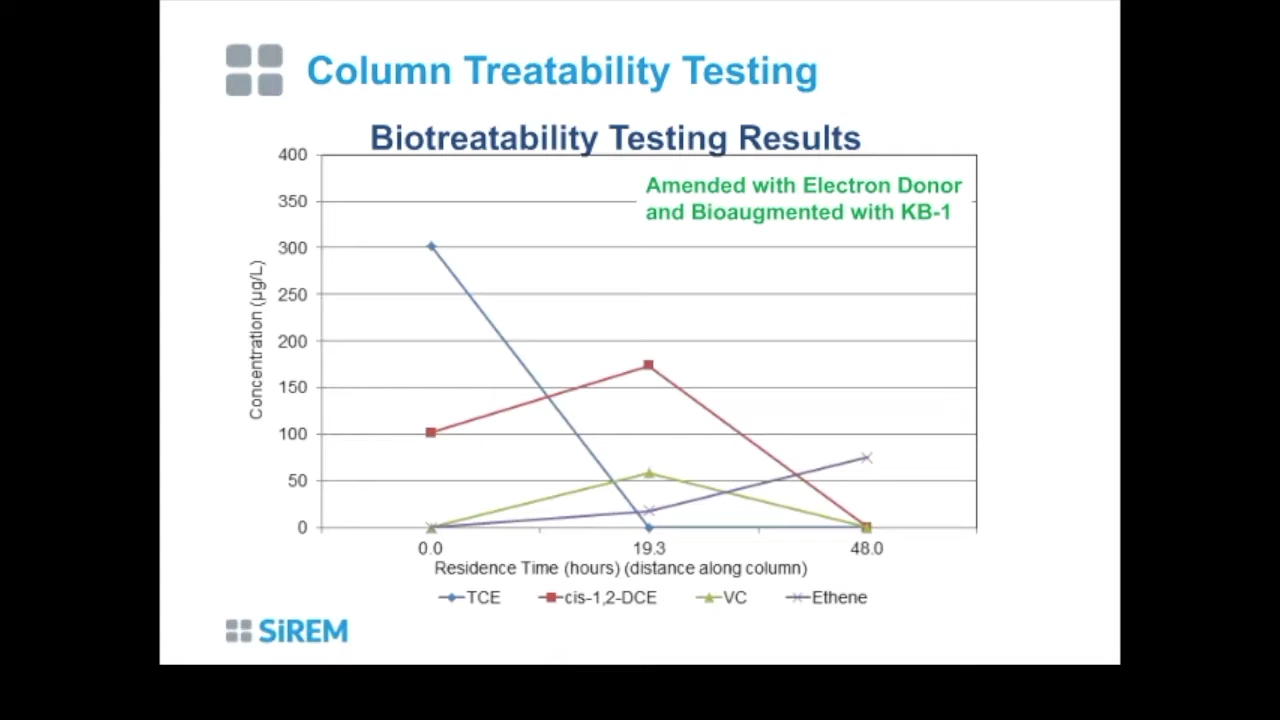 Column Treatability Testing
Biotreatability Testing Results
Amended with Electron Donor
and Bioaugmented with KB-1
400
350
300
250
200
150
100
50
0
Concentration (µg/L)
0.0 19.3 48.0
Residence Time (hours) (distance along column)
TCE cis-1,2-DCE VC Ethene
SiREM